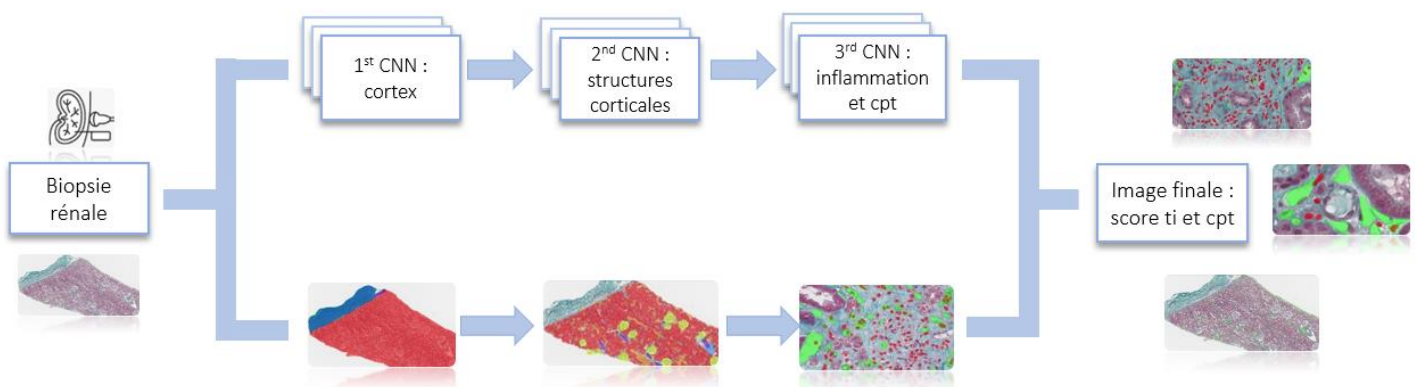 Biopsie
rénale
1st CNN :
cortex
2nd CNN :
structures
corticales
3rd CNN :
inflammation
et cpt
Image finale :
score ti et cpt